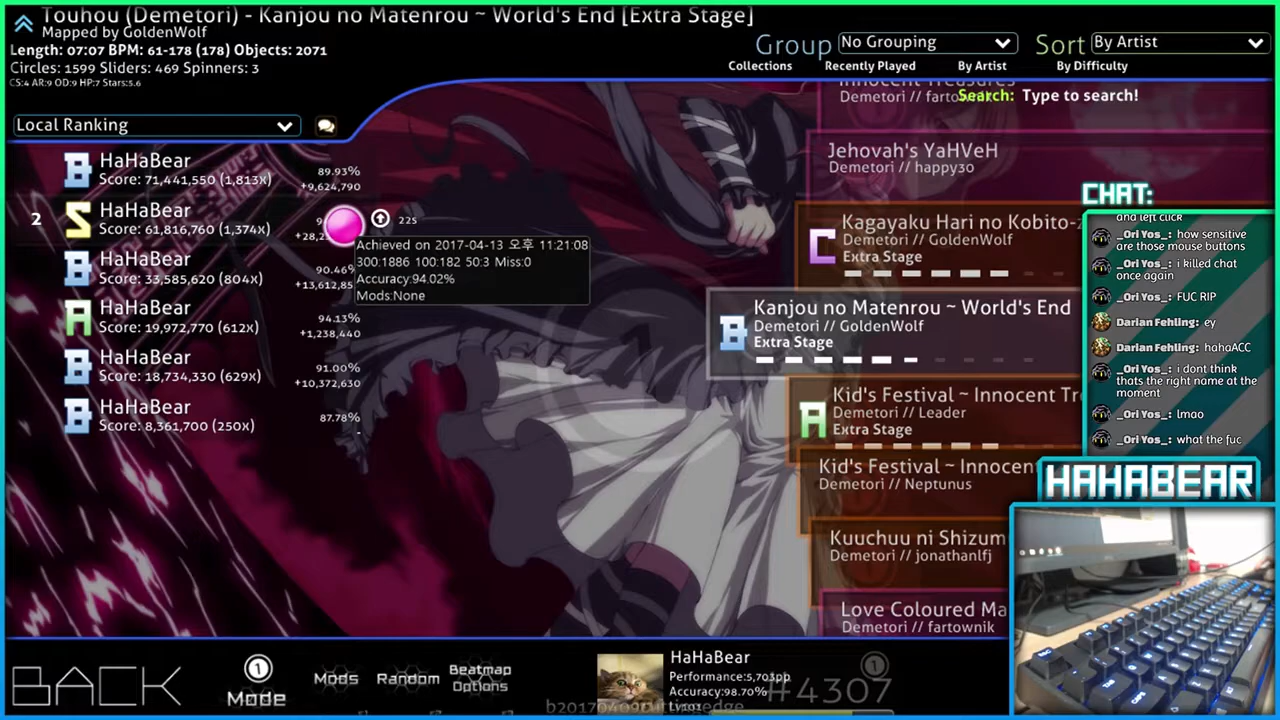 Touhou (Demetori) - Kanjou no Matenrou ~ World's End [Extra Stage]
Mapped by GoldenWolf
Length: 07:07 BPM: 61-178 (178) Objects: 2071
Circles: 1599 Sliders: 469 Spinners: 3
CS:4 AR:9 OD:9 HP:7 Stars:5.6
Group No Grouping
Sort By Artist
Collections
Recently Played
By Artist
By Difficulty
Search: Type to search!
Local Ranking
HaHaBear
Score: 71,441,550 (1,813x)
89.93%
+9,624,790
2
HaHaBear
Score: 61,816,760 (1,374x)
225
Achieved on 2017-04-13 오후 11:21:08
300:1886 100:182 50:3 Miss:0
Accuracy:94.02%
Mods:None
HaHaBear
Score: 33,585,620 (804x)
90.46%
HaHaBear
Score: 19,972,770 (612x)
94.13%
+1,238,440
HaHaBear
Score: 18,734,330 (629x)
91.00%
+10,372,630
HaHaBear
Score: 8,361,700 (250x)
87.78%
-
Demetori //
Jehovah's YaHVeH
Demetori // happy30
Kagayaku Hari no Kobito-
Demetori // GoldenWolf
Extra Stage
Kanjou no Matenrou ~ World's End
Demetori // GoldenWolf
Extra Stage
Kid's Festival ~ Innocent Tr
Demetori // Leader
Extra Stage
Kid's Festival ~ Innocent
Demetori // Neptunus
Kuuchuu ni Shizum
Demetori // jonathanlfj
Love Coloured Ma
Demetori // fartownik
CHAT:
and left click
_Ori Yos_: how sensitive
are those mouse buttons
_Ori Yos_: i killed chat
once again
_Ori Yos_: FUC RIP
Darian Fehling: ey
Darian Fehling: hahaACC
_Ori Yos_: i dont think
thats the right name at the
moment
_Ori Yos_: lmao
_Ori Yos_: what the fuc
HAHABEAR
BACK
1
Mode
Mods
Random
Beatmap
Options
HaHaBear
Performance:5,703pp
Accuracy:98.70%
Lv103
#4307
1